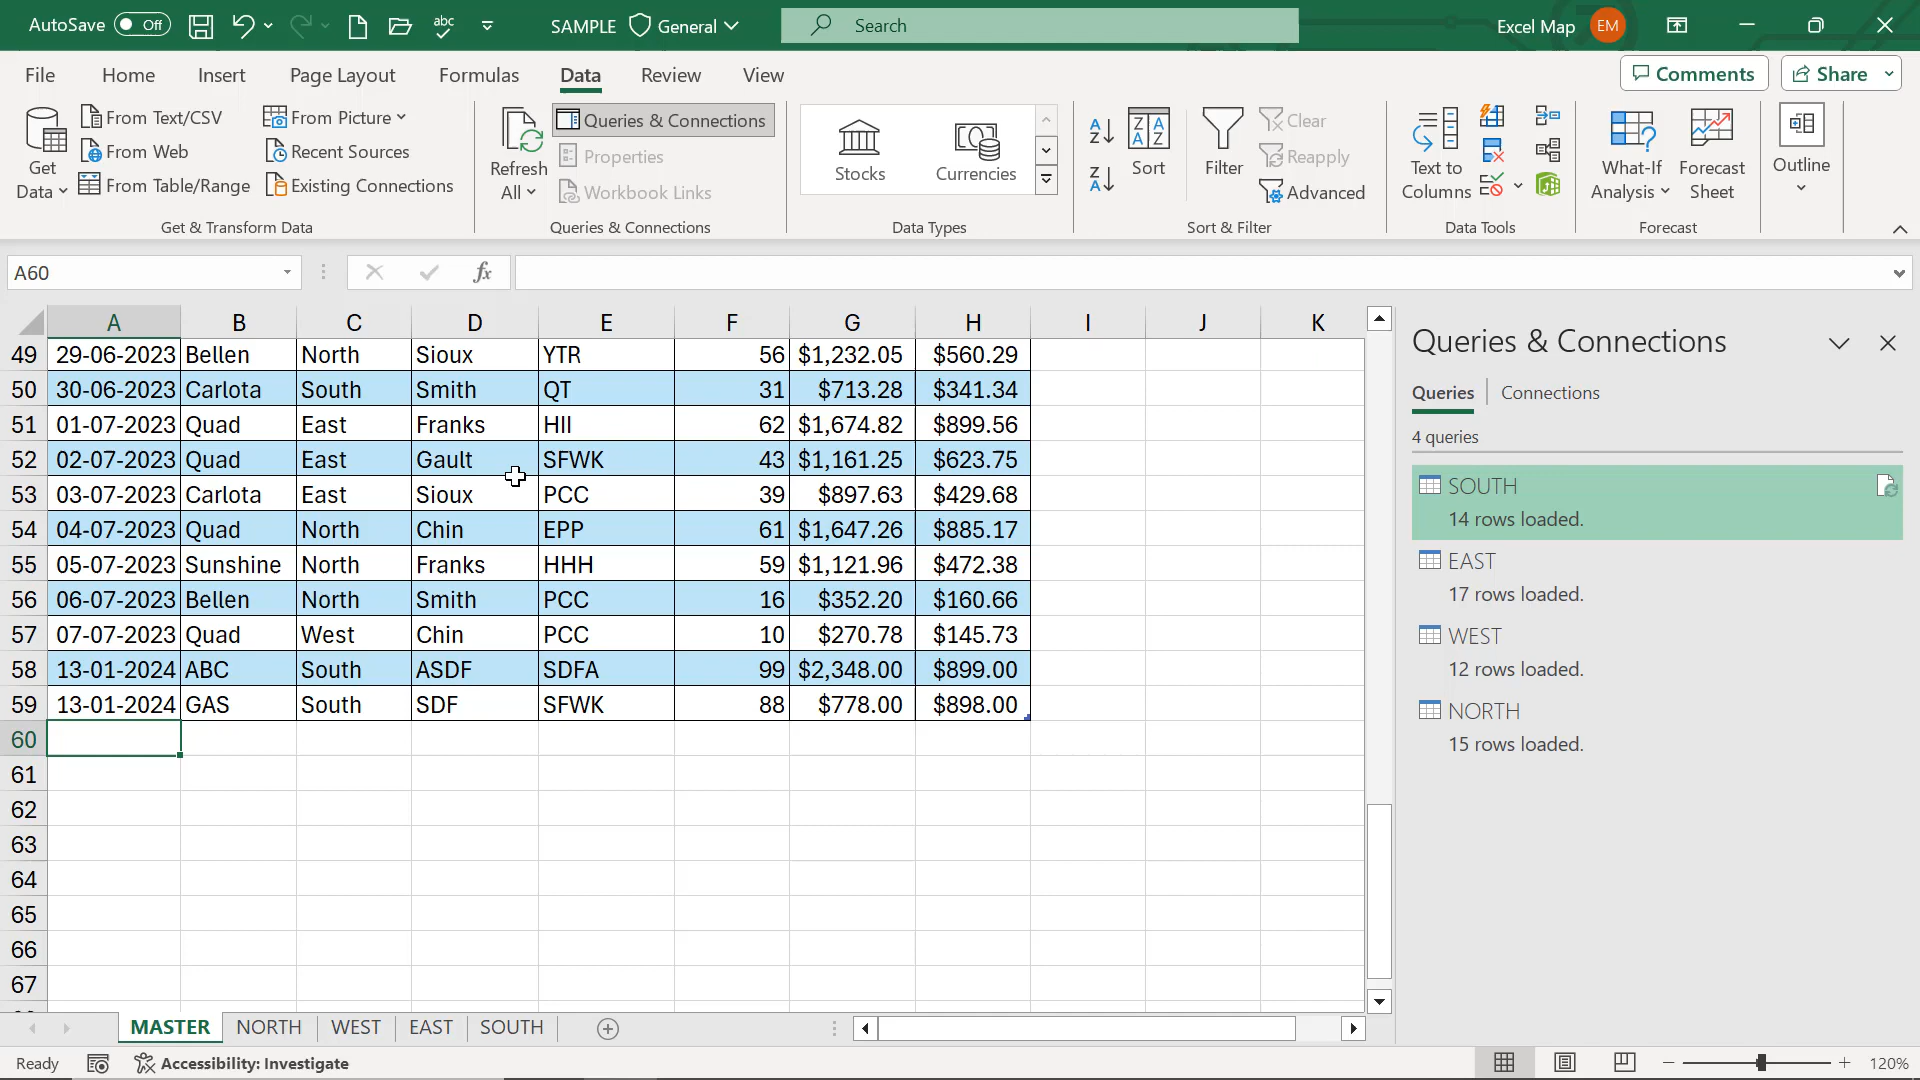 AutoSave Off abc SAMPLE General Search Excel Map EM
File Home Insert Page Layout Formulas Data Review View Comments Share
Get Data
From Text/CSV
From Web
From Table/Range
From Picture
Recent Sources
Existing Connections
Get & Transform Data
Refresh All
Queries & Connections
Properties
Workbook Links
Queries & Connections
Stocks Currencies
Data Types
A Z
Z A
Z A A Z
Sort
Filter
Clear
Reapply
Advanced
Sort & Filter
Text to Columns
Data Tools
What-If Analysis
Forecast Sheet
Forecast
Outline
A60 fx
A B C D E F G H I J K
49 29-06-2023 Bellen North Sioux YTR 56 $1,232.05 $560.29
50 30-06-2023 Carlota South Smith QT 31 $713.28 $341.34
51 01-07-2023 Quad East Franks HII 62 $1,674.82 $899.56
52 02-07-2023 Quad East Gault SFWK 43 $1,161.25 $623.75
53 03-07-2023 Carlota East Sioux PCC 39 $897.63 $429.68
54 04-07-2023 Quad North Chin EPP 61 $1,647.26 $885.17
55 05-07-2023 Sunshine North Franks HHH 59 $1,121.96 $472.38
56 06-07-2023 Bellen North Smith PCC 16 $352.20 $160.66
57 07-07-2023 Quad West Chin PCC 10 $270.78 $145.73
58 13-01-2024 ABC South ASDF SDFA 99 $2,348.00 $899.00
59 13-01-2024 GAS South SDF SFWK 88 $778.00 $898.00
60
61
62
63
64
65
66
67
Queries & Connections
Queries Connections
4 queries
SOUTH
14 rows loaded.
EAST
17 rows loaded.
WEST
12 rows loaded.
NORTH
15 rows loaded.
MASTER NORTH WEST EAST SOUTH
Ready Accessibility: Investigate 120%